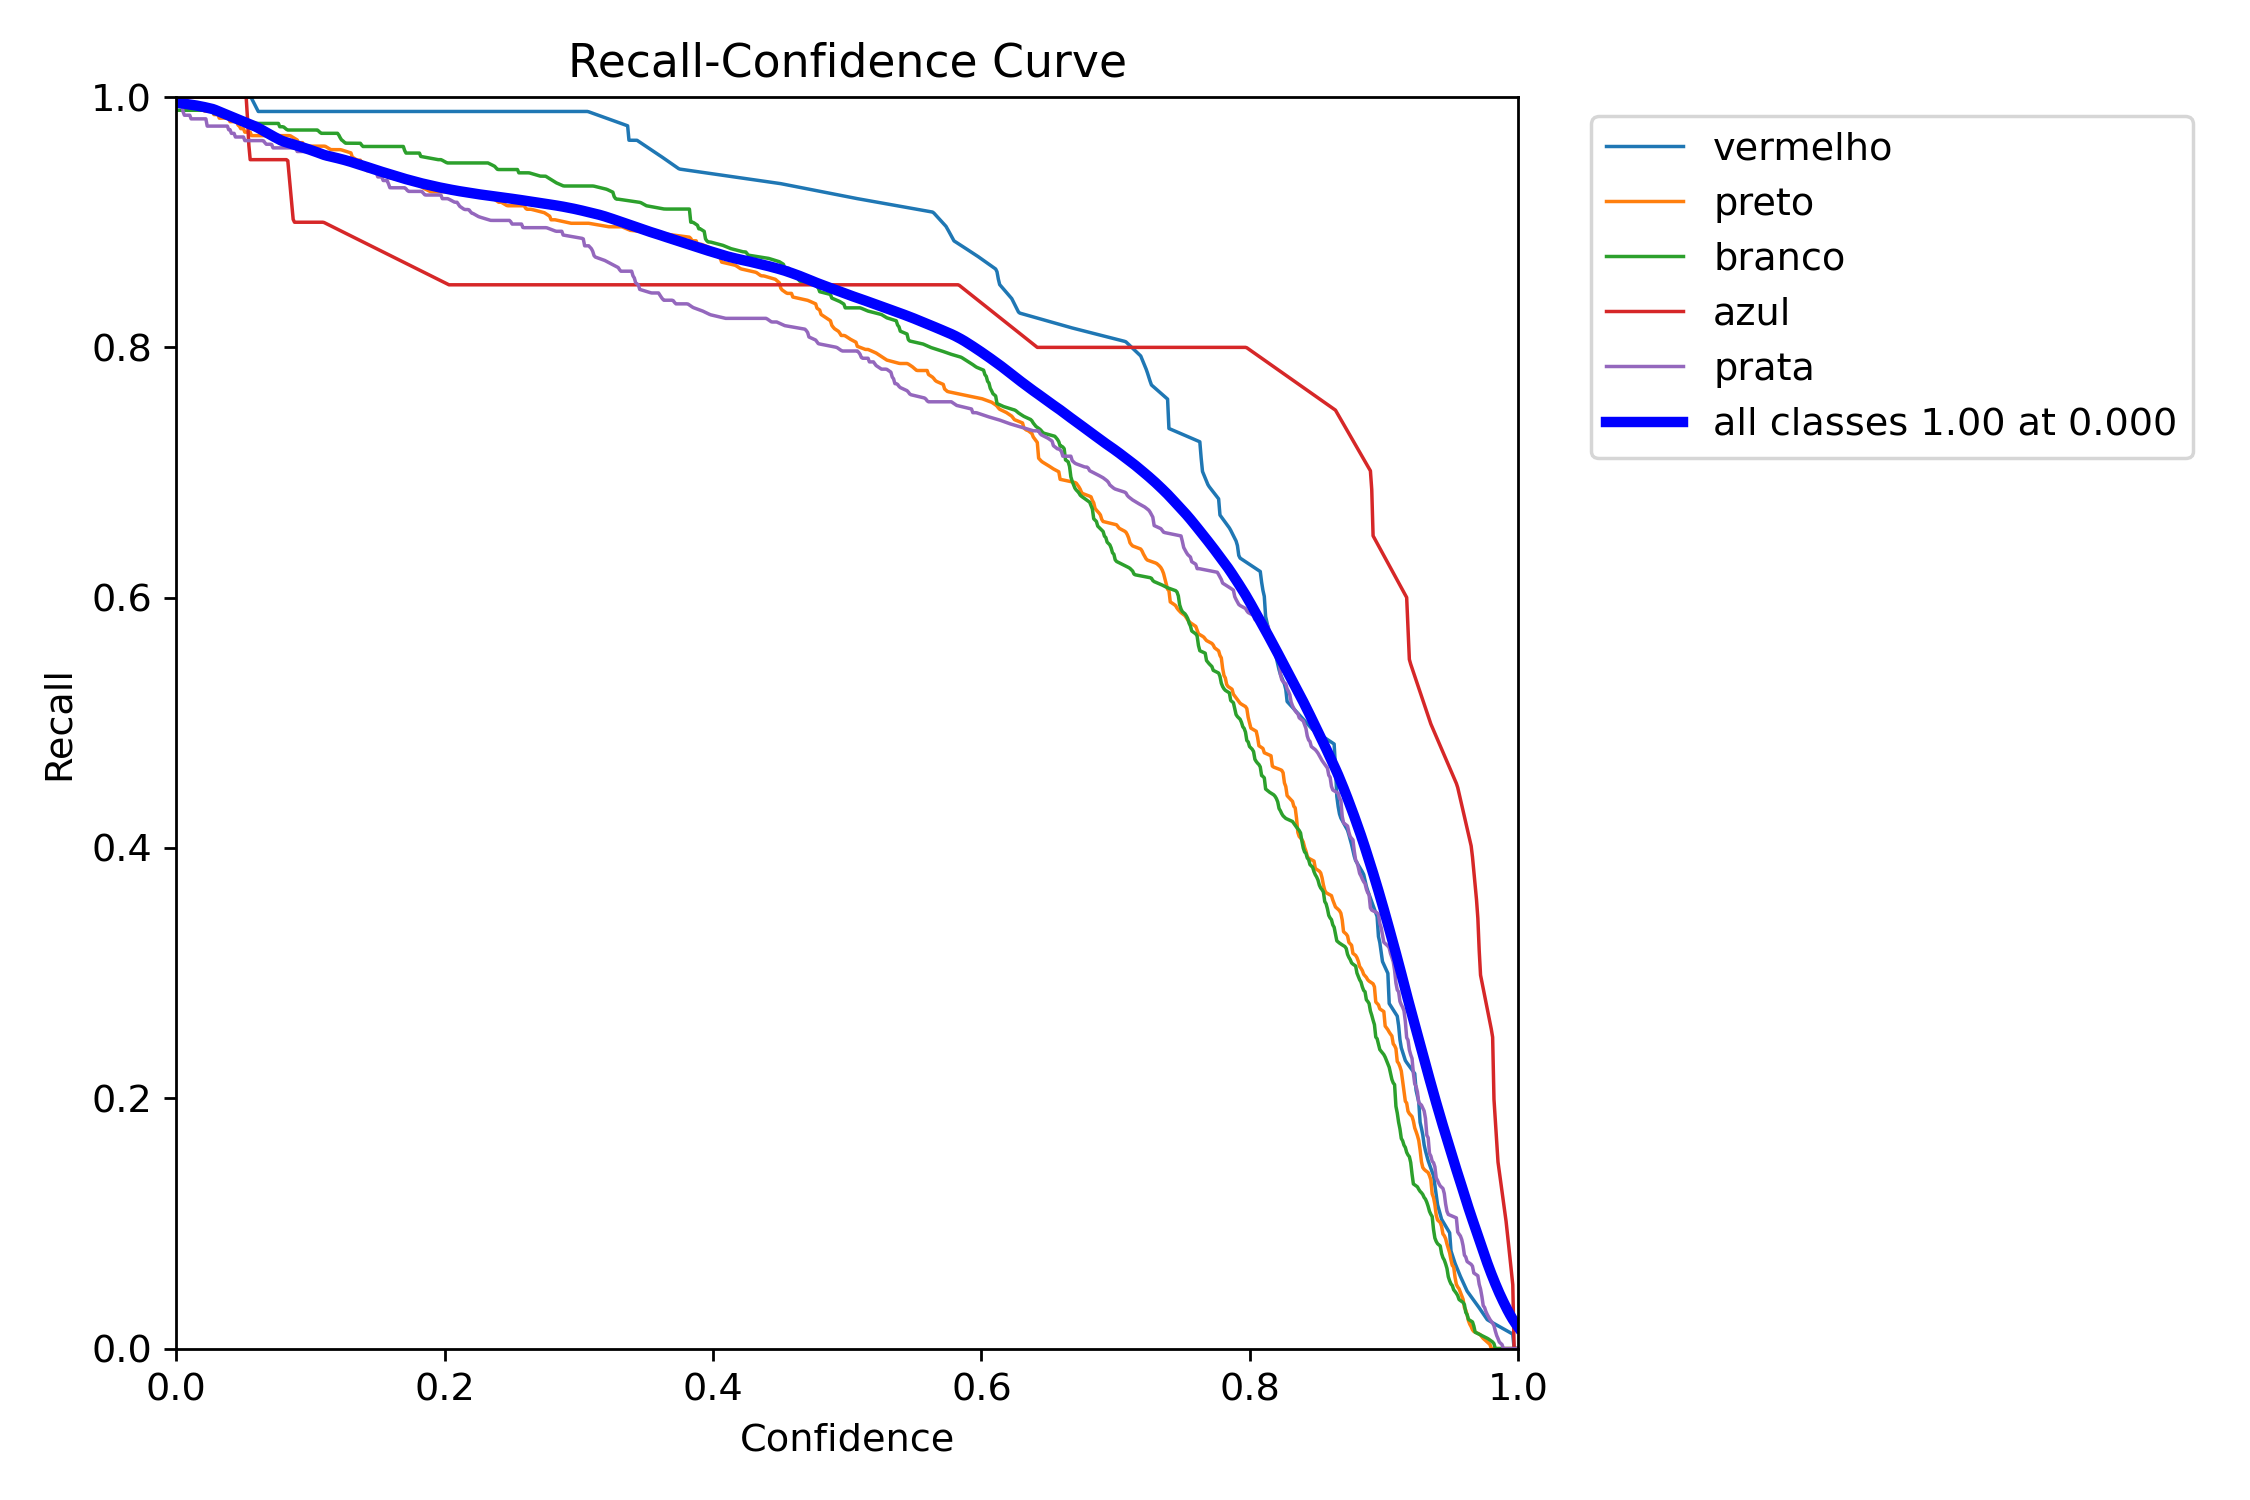 Recall-Confidence Curve
1.0
0.8
0.6
0.4
0.2
0.0
Recall
0.0 0.2 0.4 0.6 0.8 1.0
Confidence
vermelho
preto
branco
azul
prata
all classes 1.00 at 0.000